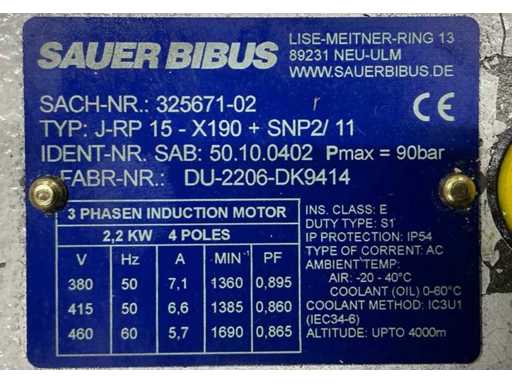 SAUER BIBUS
LISE-MEITNER-RING 13
89231 NEU-ULM
WWW.SAUERBIBUS.DE
SACH-NR.: 325671-02 r
TYP: J-RP 15 - X190 + SNP2/ 11
IDENT-NR. SAB: 50.10.0402 Pmax = 90bar
FABR-NR.: DU-2206-DK9414
CE
3 PHASEN INDUCTION MOTOR
2,2 KW 4 POLES
V Hz A MIN¹ PF
380 50 7,1 1360 0,895
415 50 6,6 1385 0,860
460 60 5,7 1690 0,865
INS. CLASS: E
DUTY TYPE: S1
IP PROTECTION: IP54
TYPE OF CURRENT: AC
AMBIENT TEMP:
AIR: -20 - 40°C
COOLANT (OIL) 0-60°C
COOLANT METHOD: IC3U1
(IEC34-6)
ALTITUDE: UPTO 4000m